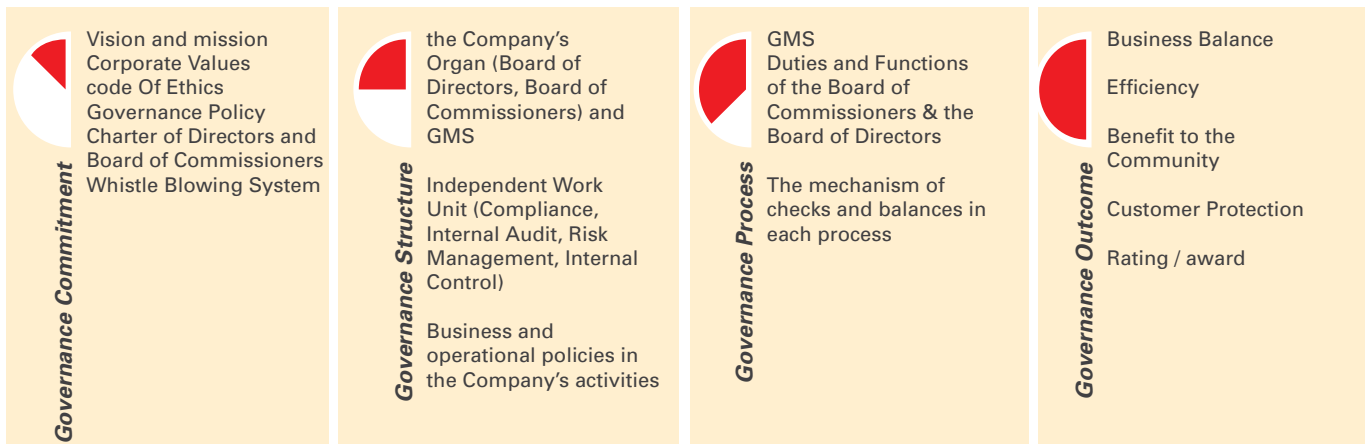 Governance Commitment
Vision and mission
Corporate Values
code Of Ethics
Governance Policy
Charter of Directors and
Board of Commissioners
Whistle Blowing System
Governance Structure
the Company's
Organ (Board of
Directors, Board of
Commissioners) and
GMS
Independent Work
Unit (Compliance,
Internal Audit, Risk
Management, Internal
Control)
Business and
operational policies in
the Company's activities
Governance Process
GMS
Duties and Functions
of the Board of
Commissioners & the
Board of Directors
The mechanism of
checks and balances in
each process
Governance Outcome
Business Balance
Efficiency
Benefit to the
Community
Customer Protection
Rating / award